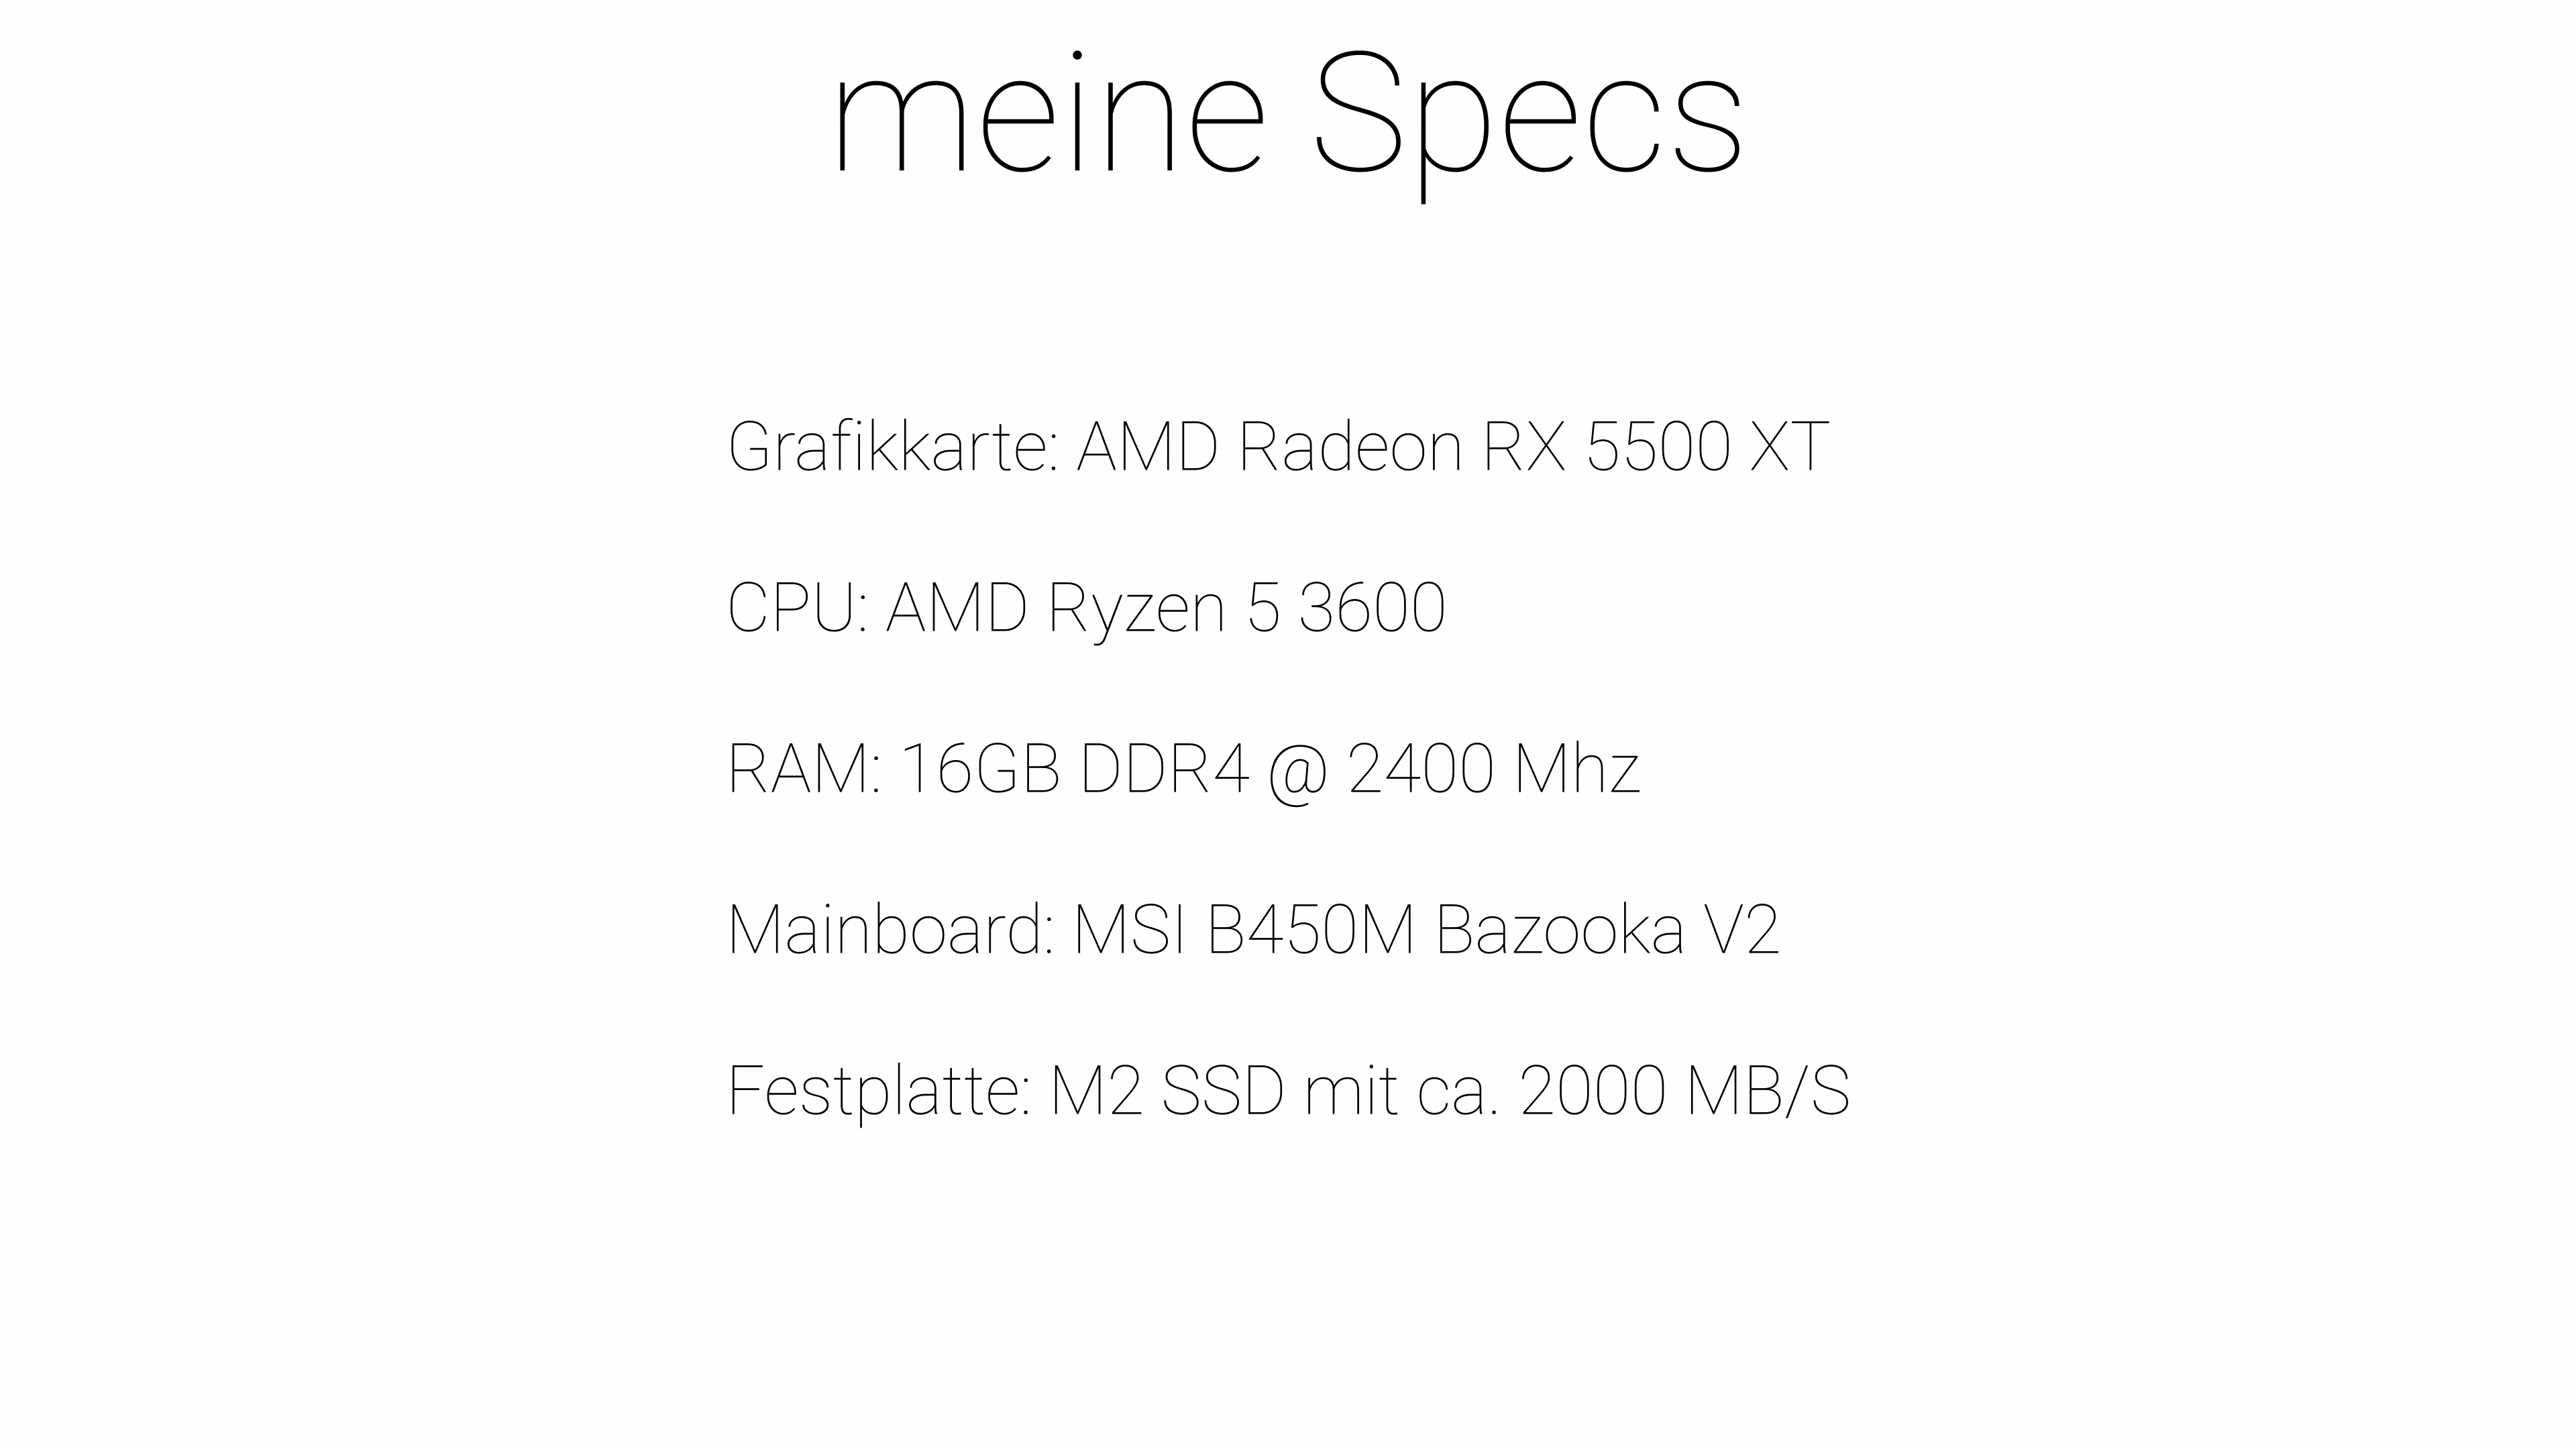 meine Specs
Grafikkarte: AMD Radeon RX 5500 XT
CPU: AMD Ryzen 5 3600
RAM: 16GB DDR4 @ 2400 Mhz
Mainboard: MSI B450M Bazooka V2
Festplatte: M2 SSD mit ca. 2000 MB/S